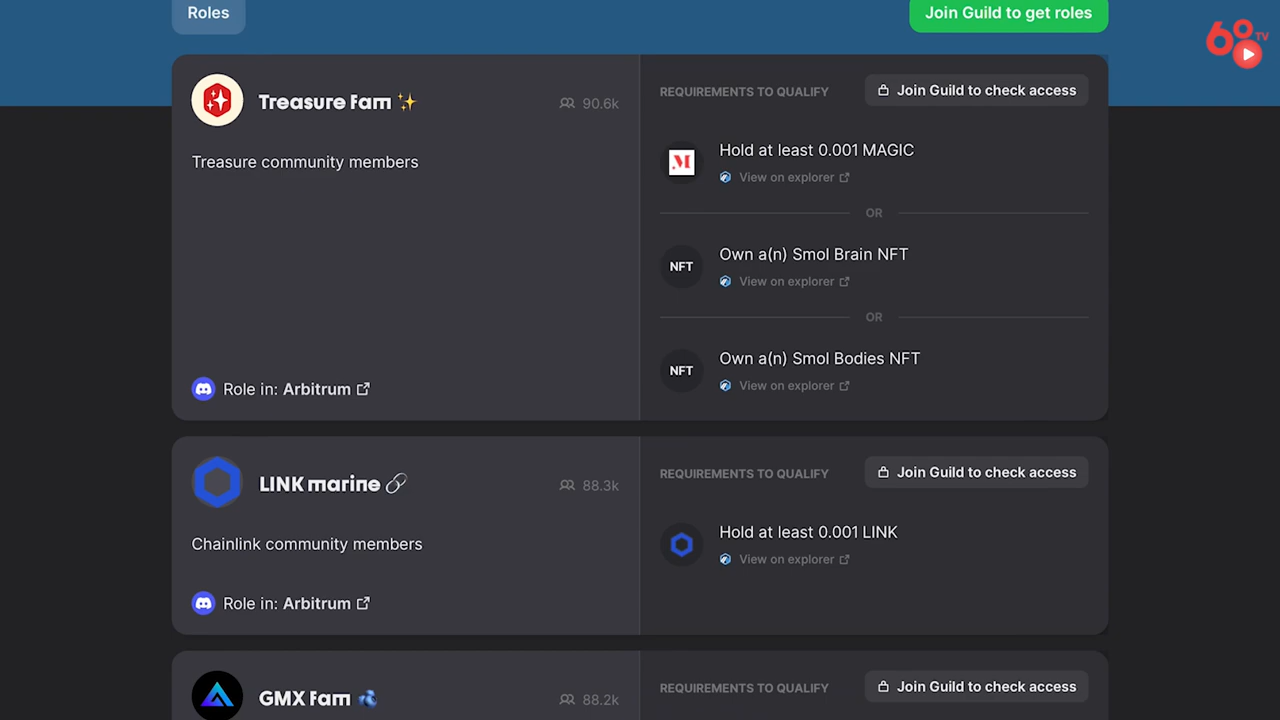 Roles
Join Guild to get roles
60 TV
Treasure Fam ✨
90.6k
Treasure community members
Role in: Arbitrum
REQUIREMENTS TO QUALIFY
Join Guild to check access
M
Hold at least 0.001 MAGIC
View on explorer
OR
NFT
Own a(n) Smol Brain NFT
View on explorer
OR
NFT
Own a(n) Smol Bodies NFT
View on explorer
LINK marine 🔗
88.3k
Chainlink community members
Role in: Arbitrum
REQUIREMENTS TO QUALIFY
Join Guild to check access
Hold at least 0.001 LINK
View on explorer
GMX Fam 🫐
88.2k
REQUIREMENTS TO QUALIFY
Join Guild to check access